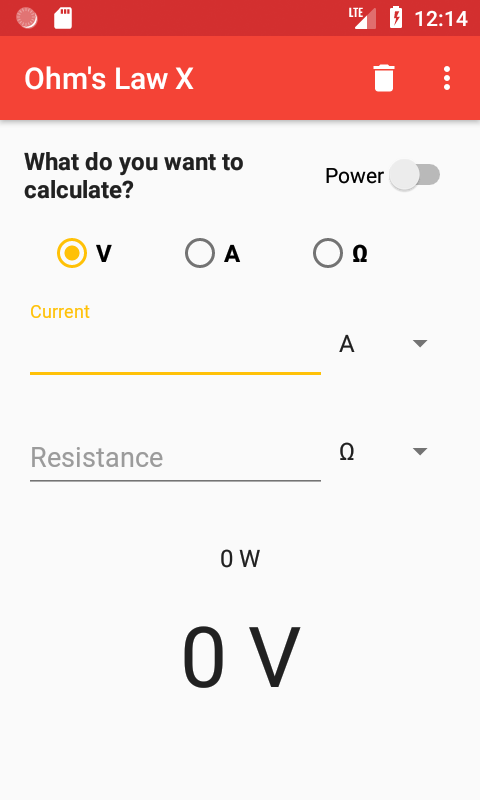 LTE 12:14
Ohm's Law X
What do you want to
calculate?
Power
V A Ω
Current
A
Resistance
Ω
0 W
0 V